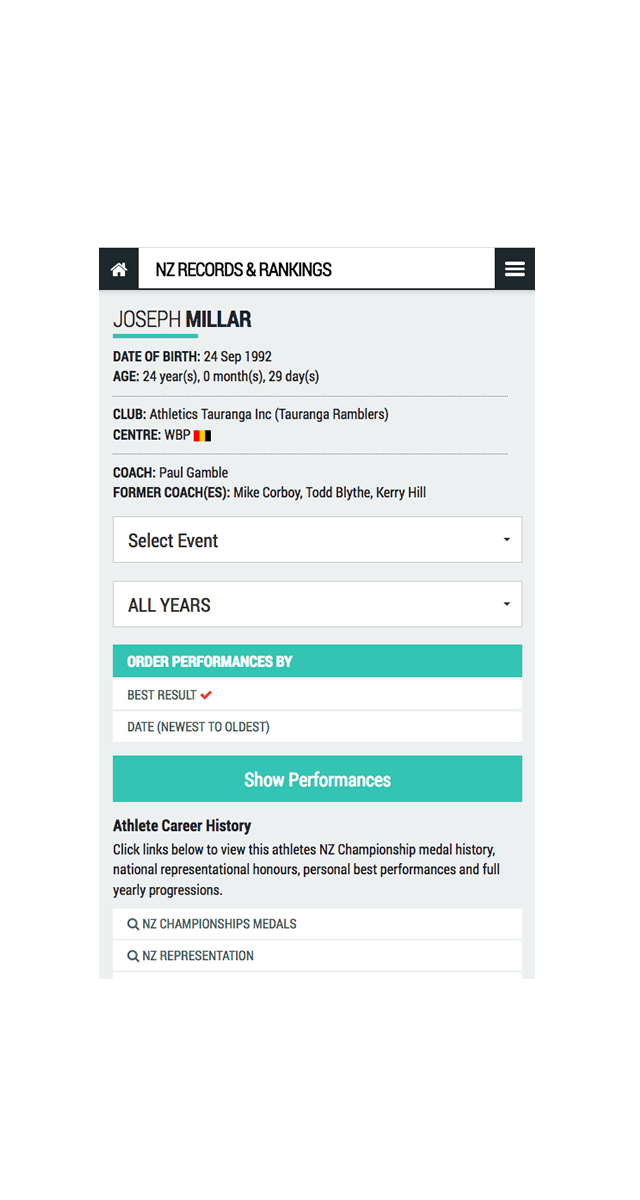 NZ RECORDS & RANKINGS
JOSEPH MILLAR
DATE OF BIRTH: 24 Sep 1992
AGE: 24 year(s), 0 month(s), 29 day(s)
CLUB: Athletics Tauranga Inc (Tauranga Ramblers)
CENTRE: WBP
COACH: Paul Gamble
FORMER COACH(ES): Mike Corboy, Todd Blythe, Kerry Hill
Select Event
ALL YEARS
ORDER PERFORMANCES BY
BEST RESULT
DATE (NEWEST TO OLDEST)
Show Performances
Athlete Career History
Click links below to view this athletes NZ Championship medal history,
national representational honours, personal best performances and full
yearly progressions.
NZ CHAMPIONSHIPS MEDALS
NZ REPRESENTATION